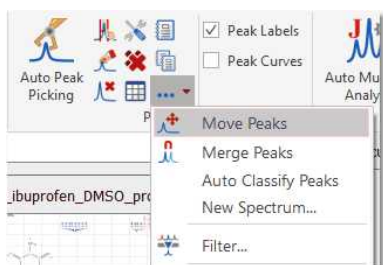 Peak Labels
Peak Curves
Auto Peak
Picking
Auto Mu
Analy
P
Move Peaks
Merge Peaks
Auto Classify Peaks
New Spectrum...
Filter...
_ibuprofen_DMSO_pro